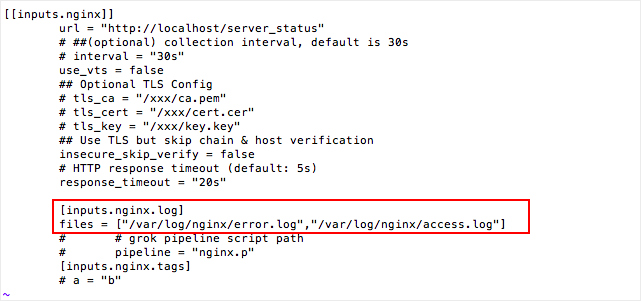 [[inputs.nginx]]
        url = "http://localhost/server_status"
        # ##(optional) collection interval, default is 30s
        # interval = "30s"
        use_vts = false
        ## Optional TLS Config
        # tls_ca = "/xxx/ca.pem"
        # tls_cert = "/xxx/cert.cer"
        # tls_key = "/xxx/key.key"
        ## Use TLS but skip chain & host verification
        insecure_skip_verify = false
        # HTTP response timeout (default: 5s)
        response_timeout = "20s"

        [inputs.nginx.log]
        files = ["/var/log/nginx/error.log","/var/log/nginx/access.log"]
        #       # grok pipeline script path
        #       pipeline = "nginx.p"
        [inputs.nginx.tags]
        # a = "b"
~